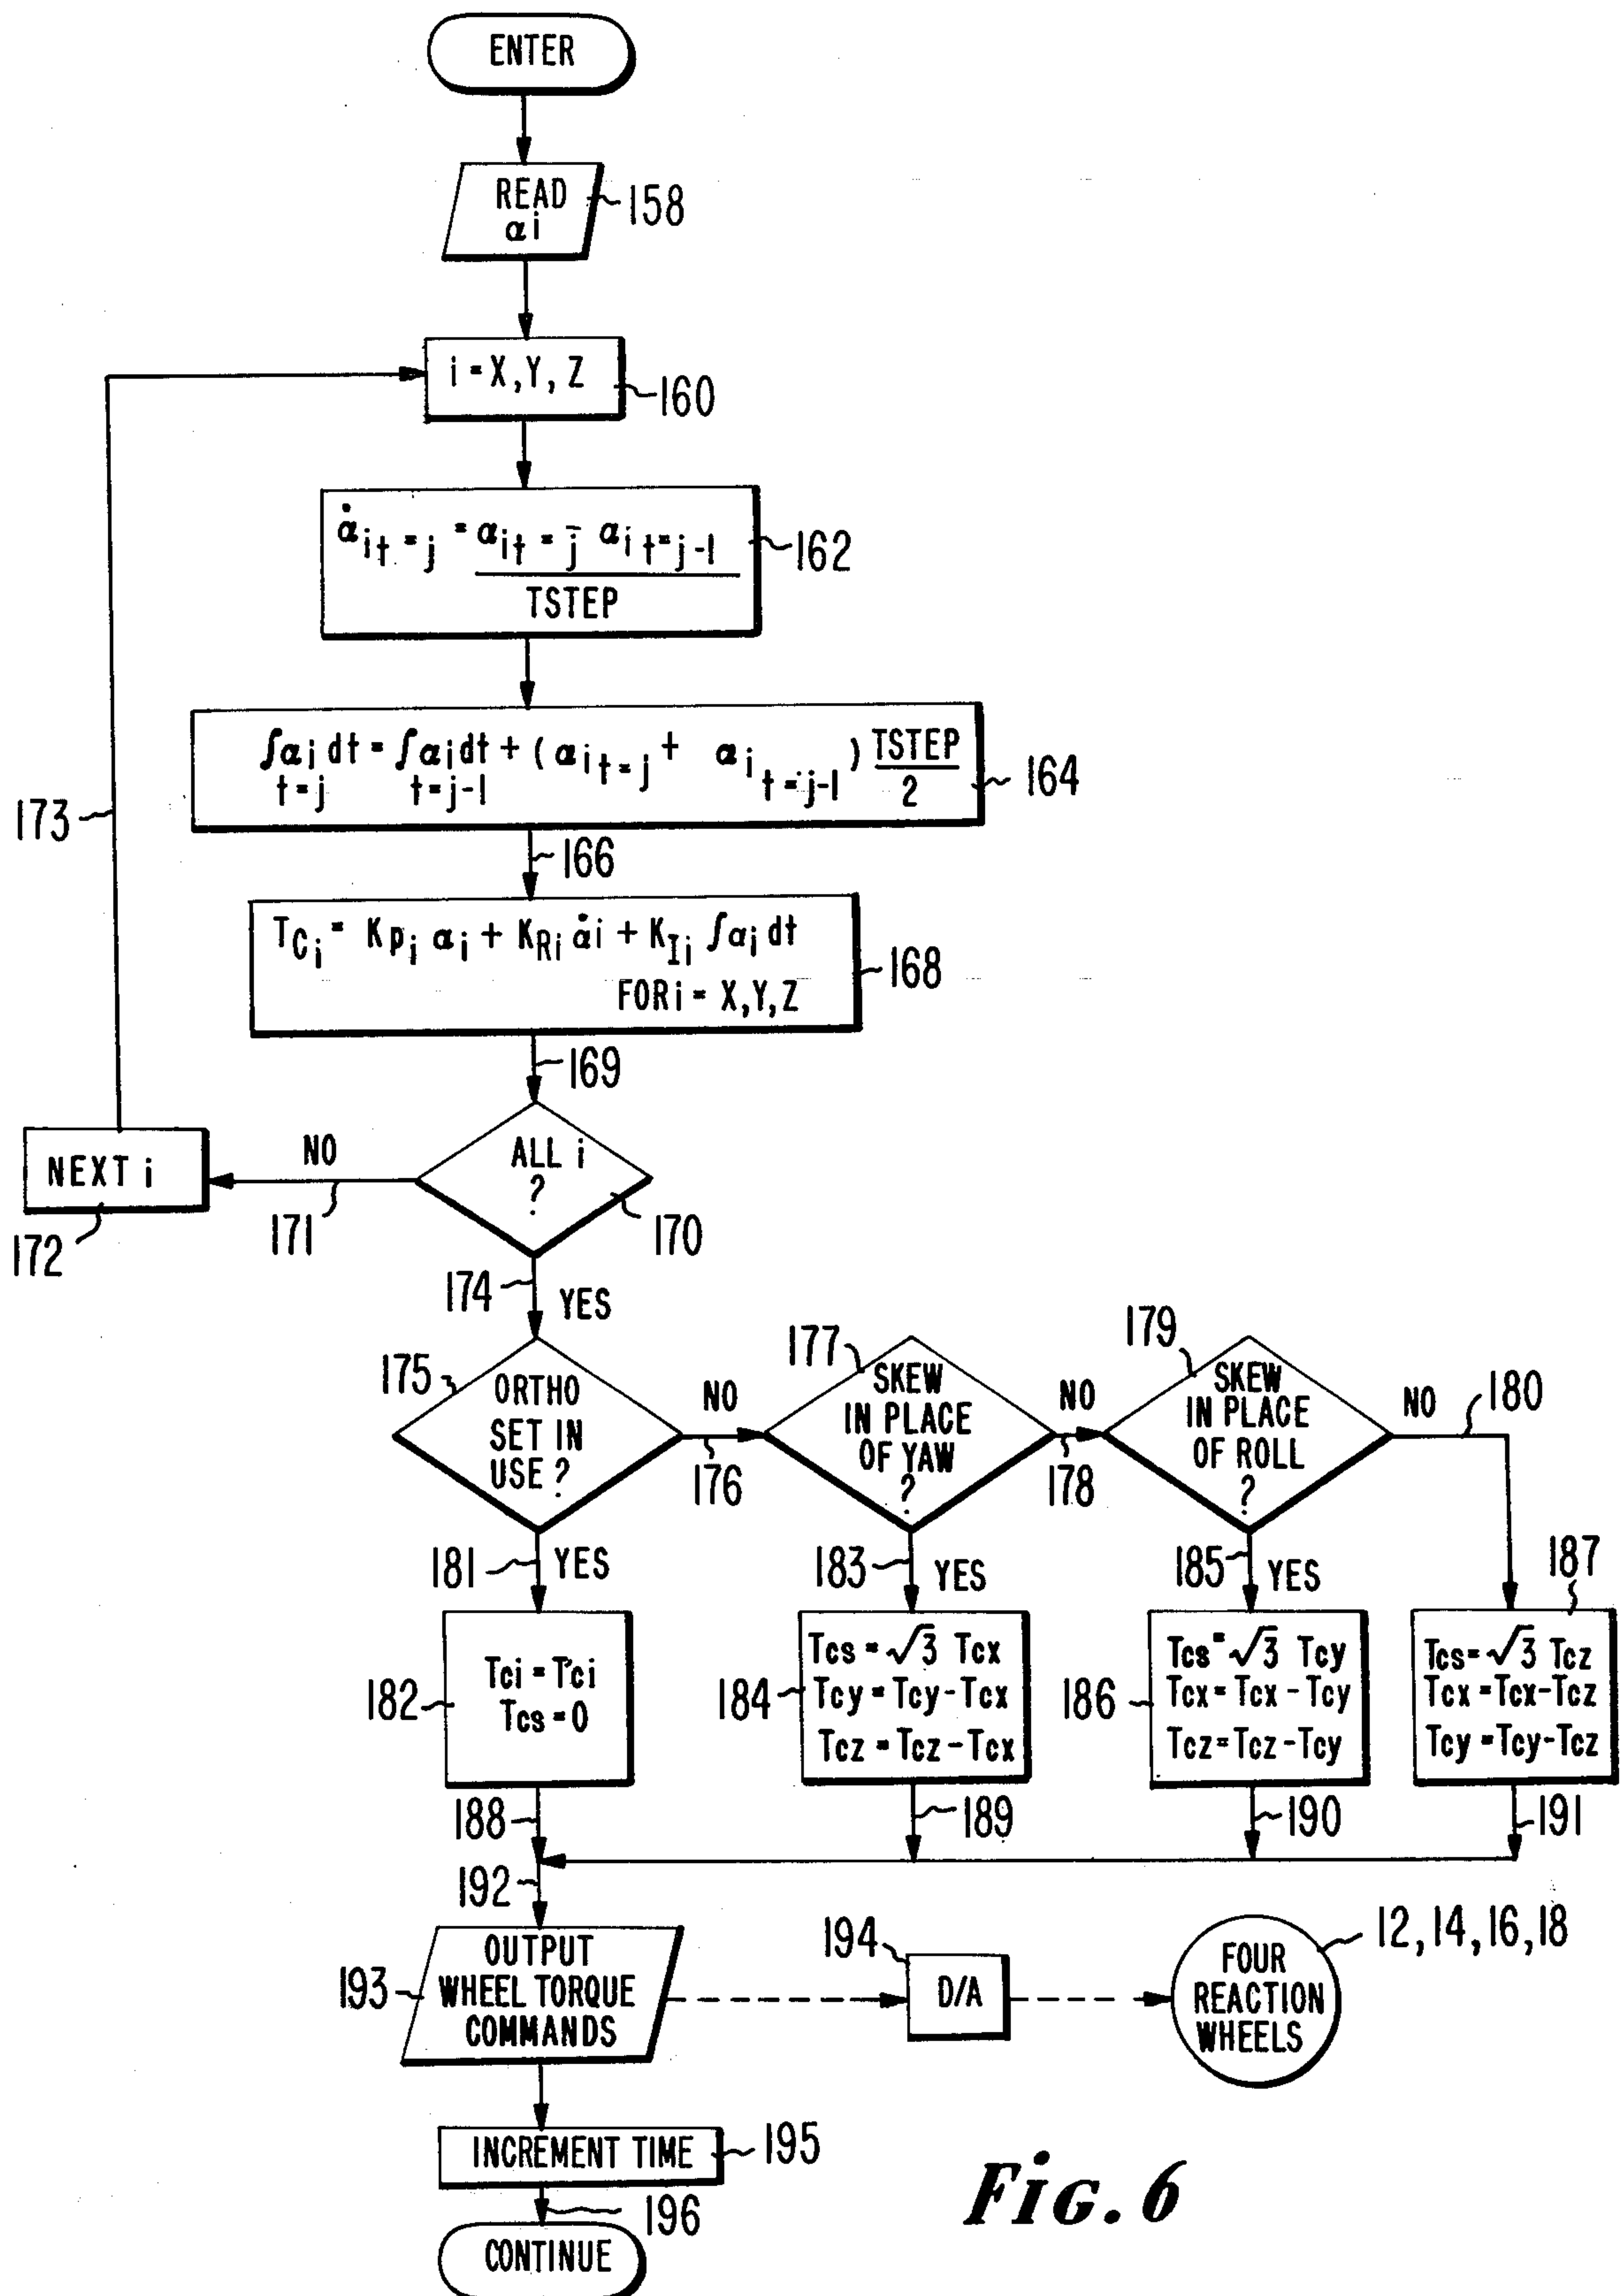 ENTER
READ
αi
158
i = X, Y, Z
160
α̇i t = j = αi t = j - αi t = j-1
TSTEP
162
∫αi dt = ∫αi dt + (αi t=j + αi t=j-1) TSTEP
t=j t=j-1 2
164
173
166
TCi = KPi αi + KRi α̇i + KIi ∫αi dt
FOR i = X, Y, Z
168
169
ALL i
?
170
NO
171
NEXT i
172
174
YES
175
ORTHO
SET IN
USE ?
NO
176
177
SKEW
IN PLACE
OF YAW
?
NO
178
179
SKEW
IN PLACE
OF ROLL
?
NO
180
181
YES
183
YES
185
YES
187
Tci = Tci
Tcs = 0
182
Tcs = √3 Tcx
Tcy = Tcy - Tcx
Tcz = Tcz - Tcx
184
Tcs = √3 Tcy
Tcx = Tcx - Tcy
Tcz = Tcz - Tcy
186
Tcs = √3 Tcz
Tcx = Tcx - Tcz
Tcy = Tcy - Tcz
188
189
190
191
192
OUTPUT
WHEEL TORQUE
COMMANDS
193
194
D/A
FOUR
REACTION
WHEELS
12, 14, 16, 18
INCREMENT TIME
195
196
CONTINUE
Fig. 6